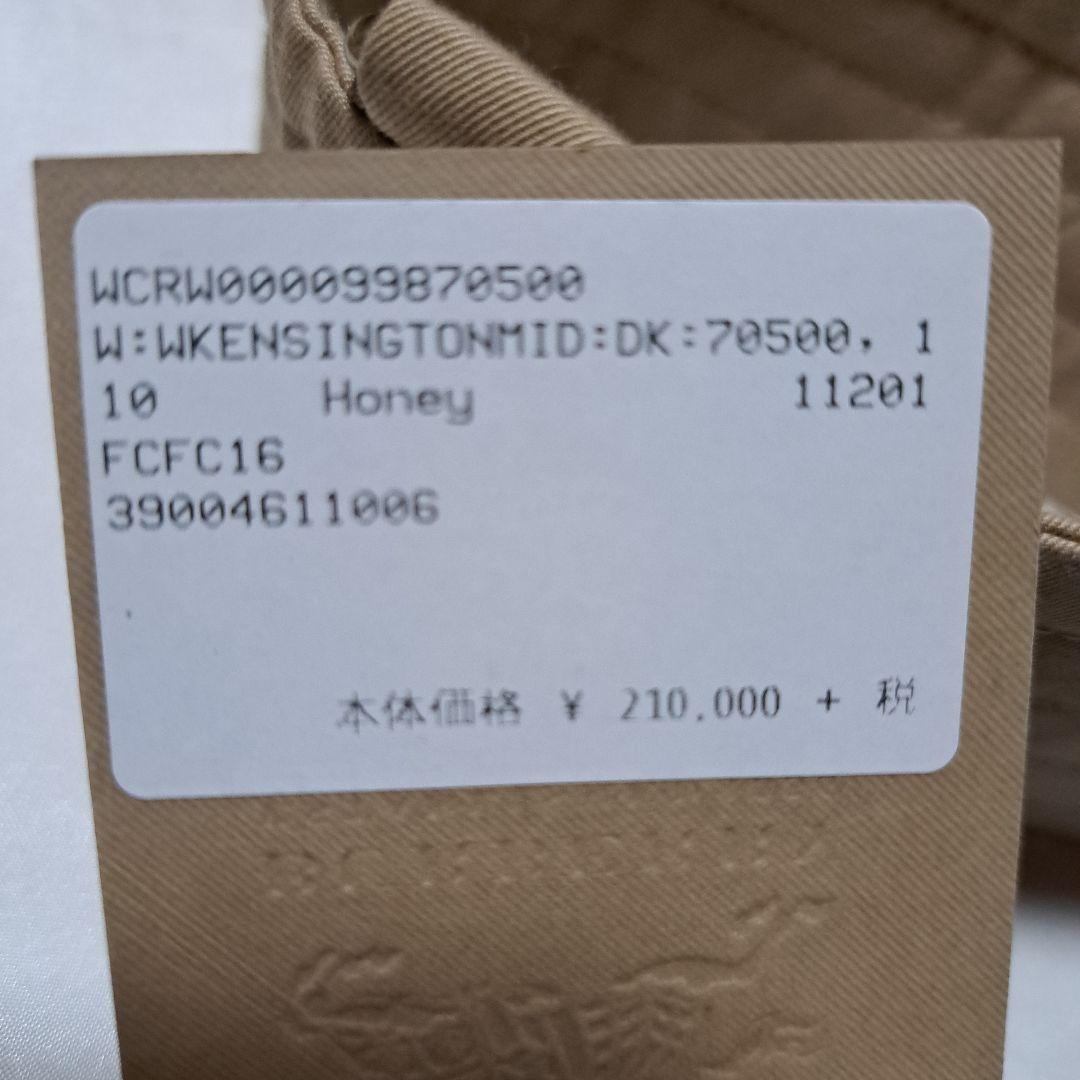 WCRW000099870500
W:WKENSINGTONMID:DK:70500, 1
10 Honey 11201
FCFC16
39004611006
本体価格 ¥ 210,000 + 税